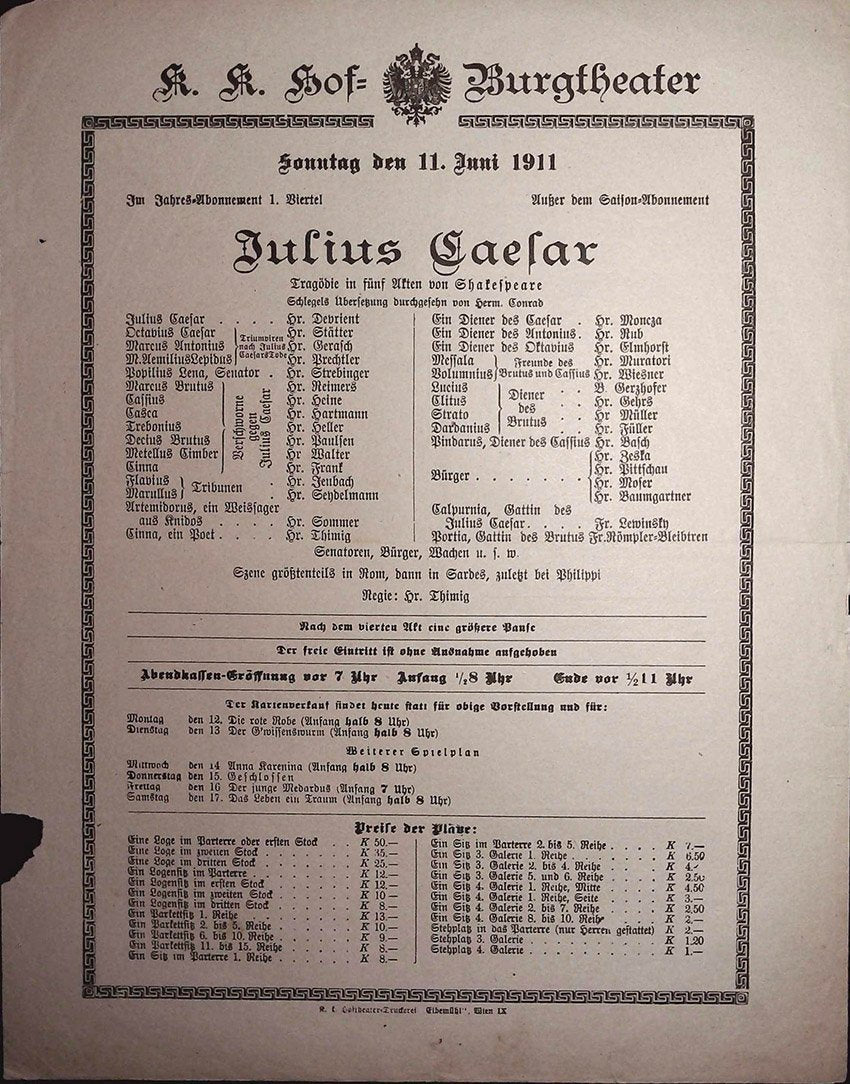 K. K. Hof- Burgtheater
Sonntag den 11. Juni 1911
Im Jahres-Abonnement 1. Viertel
Außer dem Saison-Abonnement
Julius Caesar
Tragödie in fünf Akten von Shakespeare
Schlegels Übersetzung durchgesehn von Herm. Conrad
Julius Caesar . . . . Hr. Devrient
Octavius Caesar Hr. Stätter
Marcus Antonius Hr. Gerasch
M. Aemilius Lepidus Hr. Prechtler
Triumviren
nach Julius
Caesars Tode
Popilius Lena, Senator . Hr. Strebinger
Marcus Brutus Hr. Reimers
Cassius Hr. Heine
Casca Hr. Hartmann
Trebonius Hr. Heller
Decius Brutus Hr. Paulsen
Metellus Cimber Hr. Walter
Cinna Hr. Frank
Verschworne
gegen
Julius Caesar
Flavius Hr. Jenbach
Marullus Hr. Seydelmann
Tribunen
Artemidorus, ein Weissager
aus Knidos . . . . Hr. Sommer
Cinna, ein Poet . . . Hr. Thimig
Ein Diener des Caesar . Hr. Moncza
Ein Diener des Antonius . Hr. Rub
Ein Diener des Oktavius Hr. Elmhorst
Messala Hr. Muratori
Volumnius Hr. Wiesner
Freunde des
Brutus und Cassius
Lucius . . B. Gerzhofer
Clitus . . Hr. Gehrs
Strato . . Hr. Müller
Dardanius . . Hr. Füller
Diener
des
Brutus
Pindarus, Diener des Cassius Hr. Basch
Bürger . . . . . . .
Hr. Zeska
Hr. Pittschau
Hr. Moser
Hr. Baumgartner
Calpurnia, Gattin des
Julius Caesar . . . . Fr. Lewinsky
Portia, Gattin des Brutus Fr. Römpler-Bleibtren
Senatoren, Bürger, Wachen u. s. w.
Szene größtenteils in Rom, dann in Sardes, zuletzt bei Philippi
Regie: Hr. Thimig
Nach dem vierten Akt eine größere Pause
Der freie Eintritt ist ohne Ausnahme aufgehoben
Abendkassen-Eröffnung vor 7 Uhr Anfang ½8 Uhr Ende vor ½11 Uhr
Der Kartenverkauf findet heute statt für obige Vorstellung und für:
Montag den 12. Die rote Robe (Anfang halb 8 Uhr)
Dienstag den 13 Der G'wissenswurm (Anfang halb 8 Uhr)
Weiterer Spielplan
Mittwoch den 14 Anna Karenina (Anfang halb 8 Uhr)
Donnerstag den 15. Geschlossen
Freitag den 16 Der junge Medardus (Anfang 7 Uhr)
Samstag den 17. Das Leben ein Traum (Anfang halb 8 Uhr)
Preise der Plätze:
Eine Loge im Parterre oder ersten Stock . . K 50.—
Eine Loge im zweiten Stock . . . . . . K 35.—
Eine Loge im dritten Stock . . . . . . K 25.—
Ein Logensitz im Parterre . . . . . . K 12.—
Ein Logensitz im ersten Stock . . . . . K 12.—
Ein Logensitz im zweiten Stock . . . . . K 10 —
Ein Logensitz im dritten Stock . . . . . K 8.—
Ein Parkettsitz 1. Reihe . . . . . . . K 13.—
Ein Parkettsitz 2. bis 5. Reihe . . . . . K 10.—
Ein Parkettsitz 6. bis 10. Reihe . . . . K 9.—
Ein Parkettsitz 11. bis 15. Reihe . . . . K 8.—
Ein Sitz im Parterre 1. Reihe . . . . . K 8.—
Ein Sitz im Parterre 2. bis 5. Reihe . . . . K 7.—
Ein Sitz 3. Galerie 1. Reihe . . . . . . K 6.50
Ein Sitz 3. Galerie 2. bis 4. Reihe . . . . K 4.-
Ein Sitz 3. Galerie 5. und 6. Reihe . . . . K 2.50
Ein Sitz 4. Galerie 1. Reihe, Mitte . . . . K 4.50
Ein Sitz 4. Galerie 1. Reihe, Seite . . . . K 3.—
Ein Sitz 4. Galerie 2. bis 7. Reihe . . . . K 2.50
Ein Sitz 4. Galerie 8. bis 10. Reihe . . . . K 2.—
Stehplatz in das Parterre (nur Herren gestattet) K 2.—
Stehplatz 3. Galerie . . . . . . . . K 1.20
Stehplatz 4. Galerie . . . . . . . . K 1.—
K. k. Hoftheater-Druckerei „Elbemühl“, Wien IX